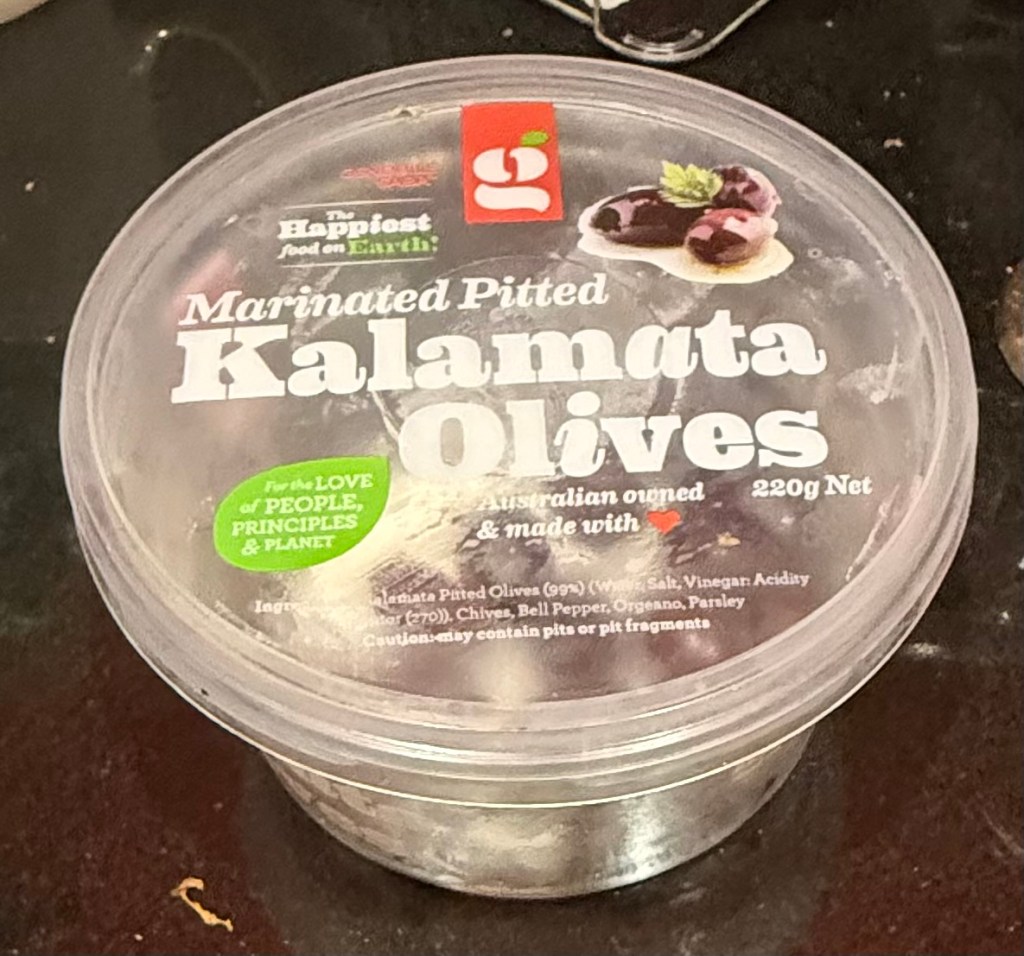 The
Happiest
food on Earth!
g
Marinated Pitted
Kalamata
Olives
220g Net
Australian owned
& made with
For the LOVE
of PEOPLE,
PRINCIPLES
& PLANET
Pitted Olives (99%) Salt, Vinegar: Acidity
(270)), Chives, Bell Pepper, Orgeano, Parsley
Caution: may contain pits or pit fragments